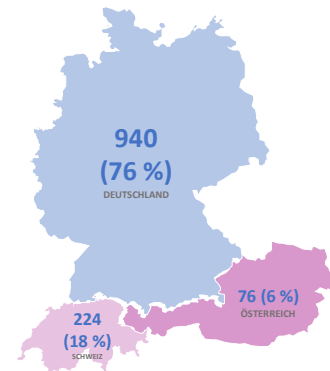 940
(76 %)
DEUTSCHLAND
76 (6 %)
ÖSTERREICH
224
(18 %)
SCHWEIZ